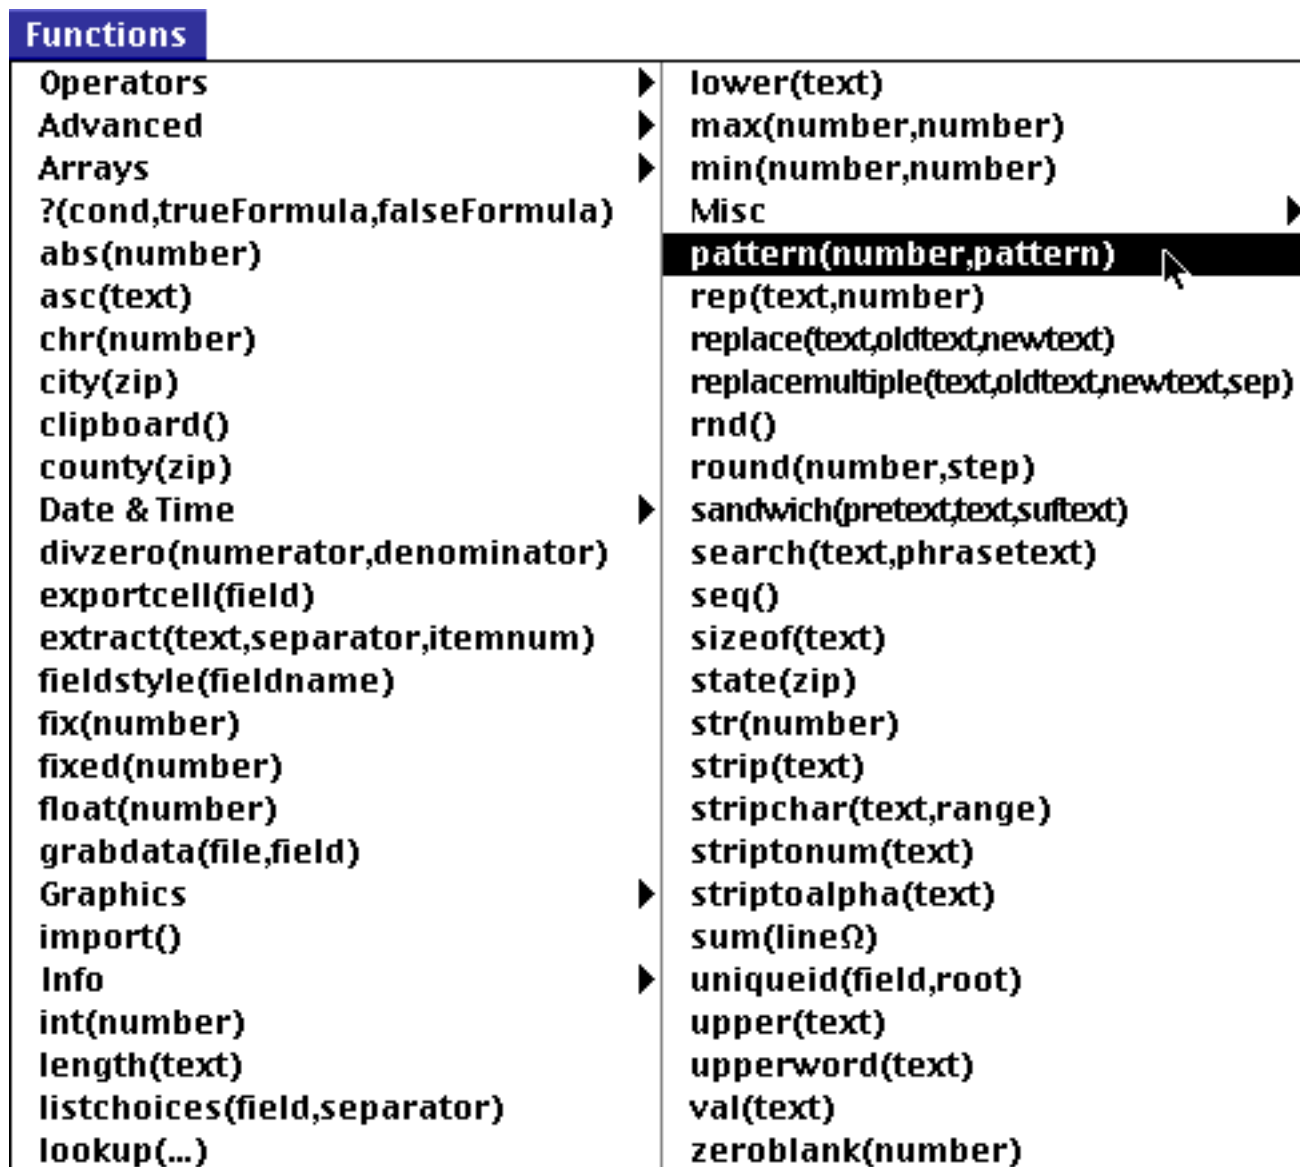 Functions
Operators
Advanced
Arrays
?(cond,trueFormula,falseFormula)
abs(number)
asc(text)
chr(number)
city(zip)
clipboard()
county(zip)
Date & Time
divzero(numerator,denominator)
exportcell(field)
extract(text,separator,itemnum)
fieldstyle(fieldname)
fix(number)
fixed(number)
float(number)
grabdata(file,field)
Graphics
import()
Info
int(number)
length(text)
listchoices(field,separator)
lookup(...)
lower(text)
max(number,number)
min(number,number)
Misc
pattern(number,pattern)
rep(text,number)
replace(text,oldtext,newtext)
replacemultiple(text,oldtext,newtext,sep)
rnd()
round(number,step)
sandwich(pretext,text,suftext)
search(text,phrasetext)
seq()
sizeof(text)
state(zip)
str(number)
strip(text)
stripchar(text,range)
striptonum(text)
striptoalpha(text)
sum(lineΩ)
uniqueid(field,root)
upper(text)
upperword(text)
val(text)
zeroblank(number)